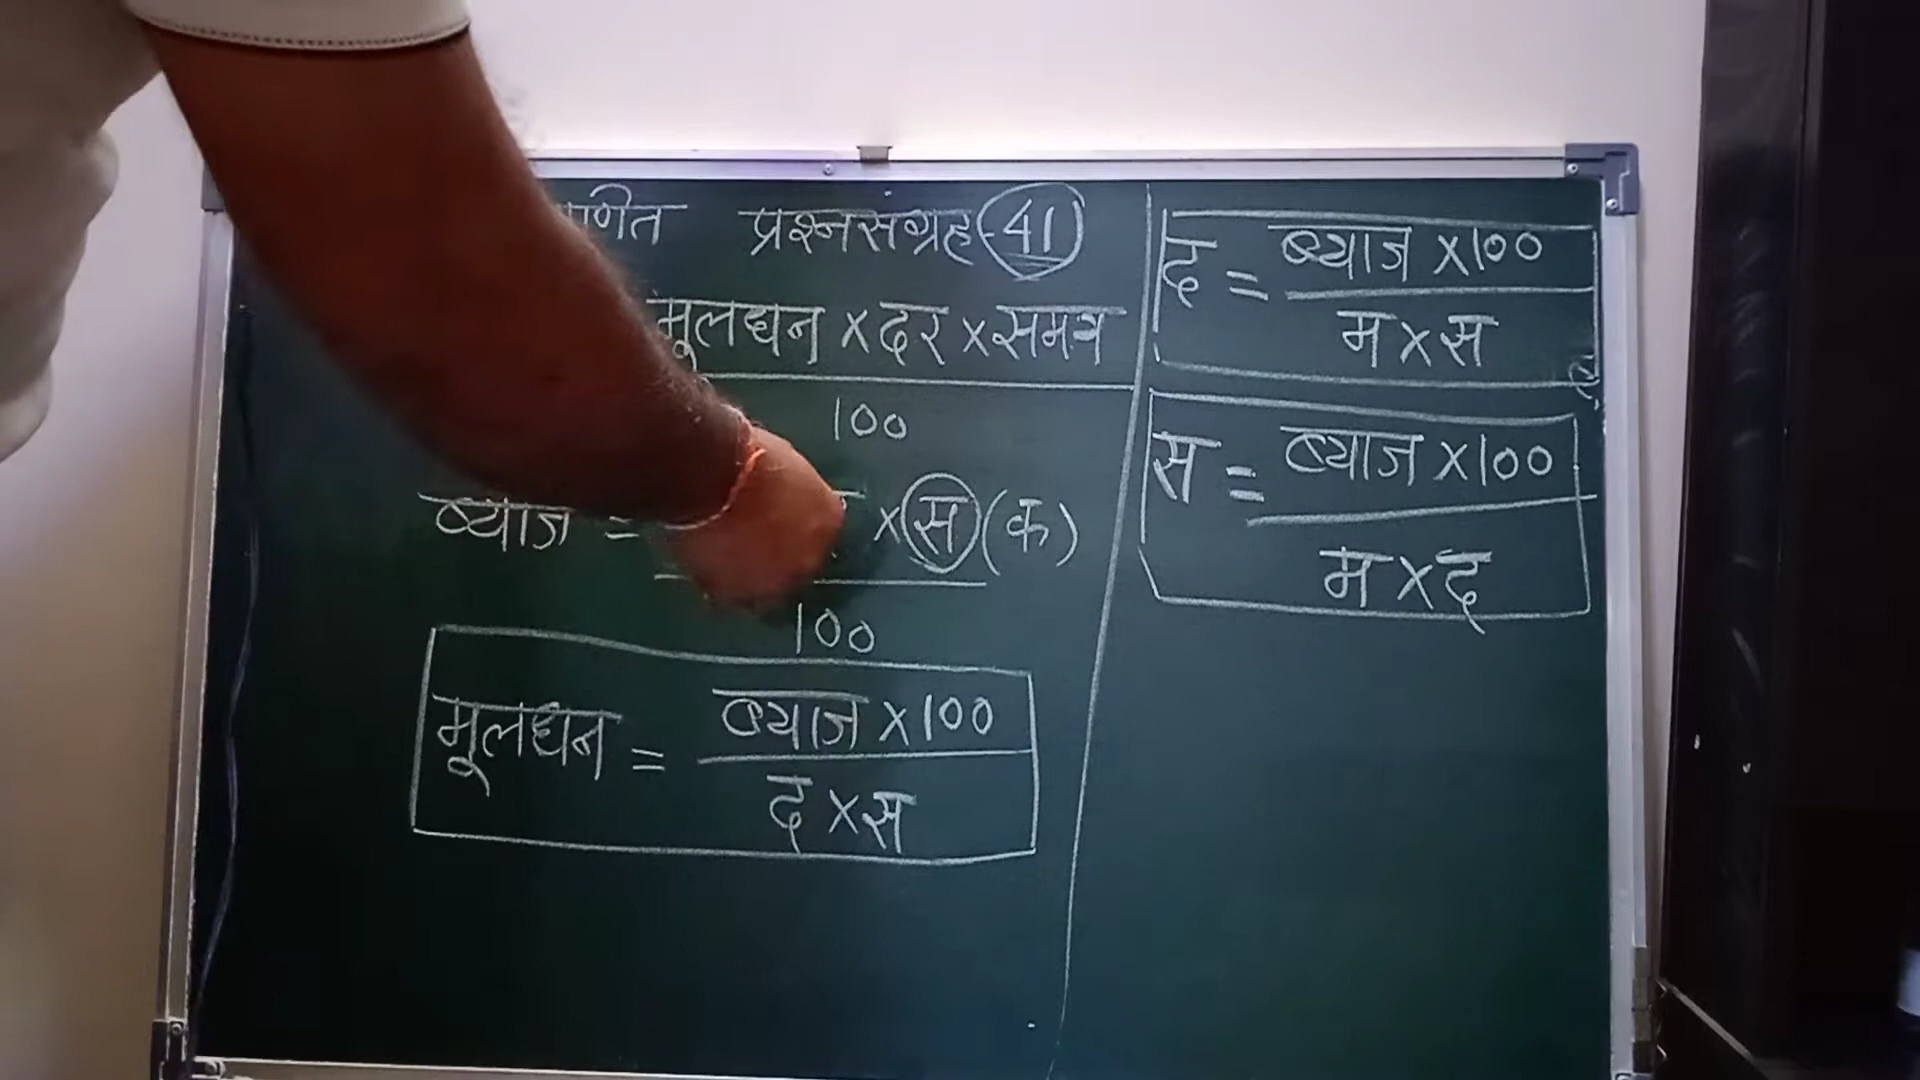 प्रश्नसंग्रह (41)
मूलधन × दर × समय
100
ब्याज =
× स (क)
100
मूलधन = ब्याज × 100
द × स
द = ब्याज × 100
म × स
स = ब्याज × 100
म × द